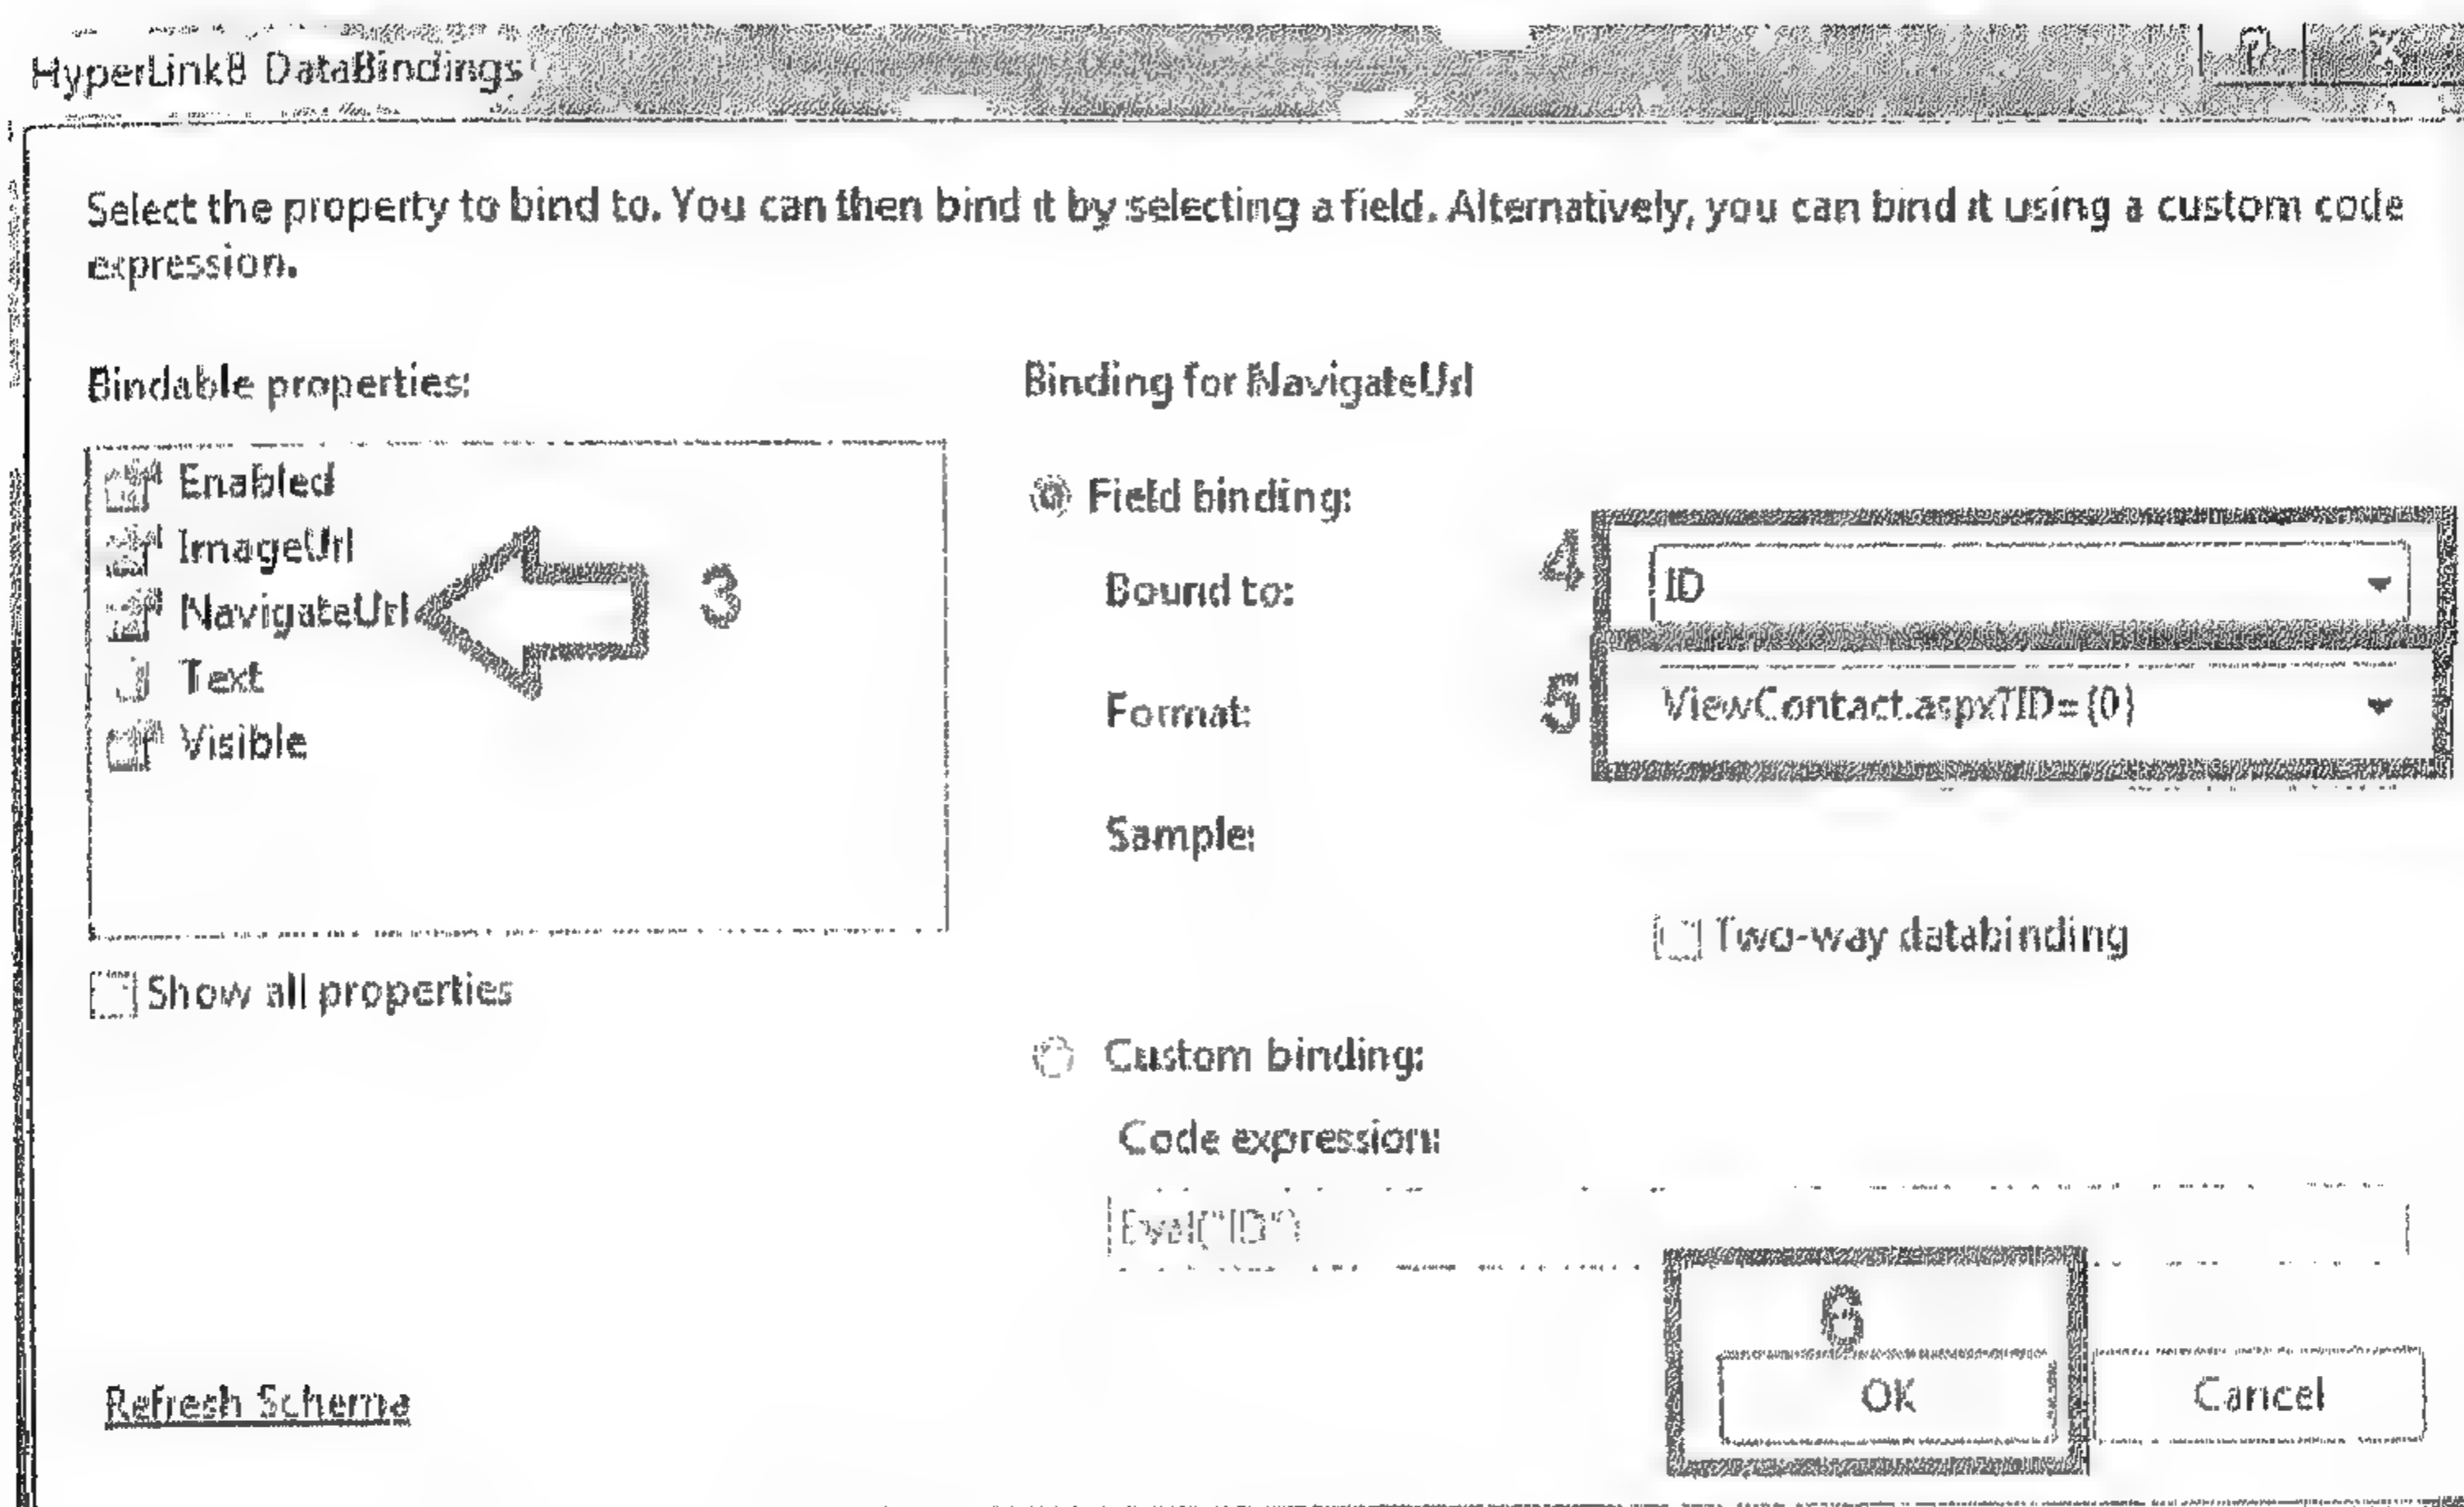 HyperLink8 DataBindings
? X
Select the property to bind to. You can then bind it by selecting a field. Alternatively, you can bind it using a custom code
expression.
Bindable properties:
Enabled
ImageUrl
NavigateUrl
3
Text
Visible
Show all properties
Binding for NavigateUrl
Field binding:
4
Bound to:
ID
5
Format:
ViewContact.aspx?ID={0}
Sample:
Two-way databinding
Custom binding:
Code expression:
Eval("ID")
6
Refresh Schema
OK
Cancel